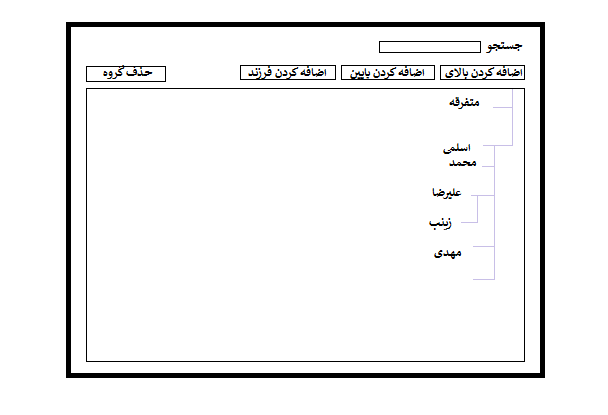 جستجو
اضافه کردن بالای
اضافه کردن پایین
اضافه کردن فرزند
حذف گروه
متفرقه
اسلمی
محمد
علیرضا
زینب
مهدی